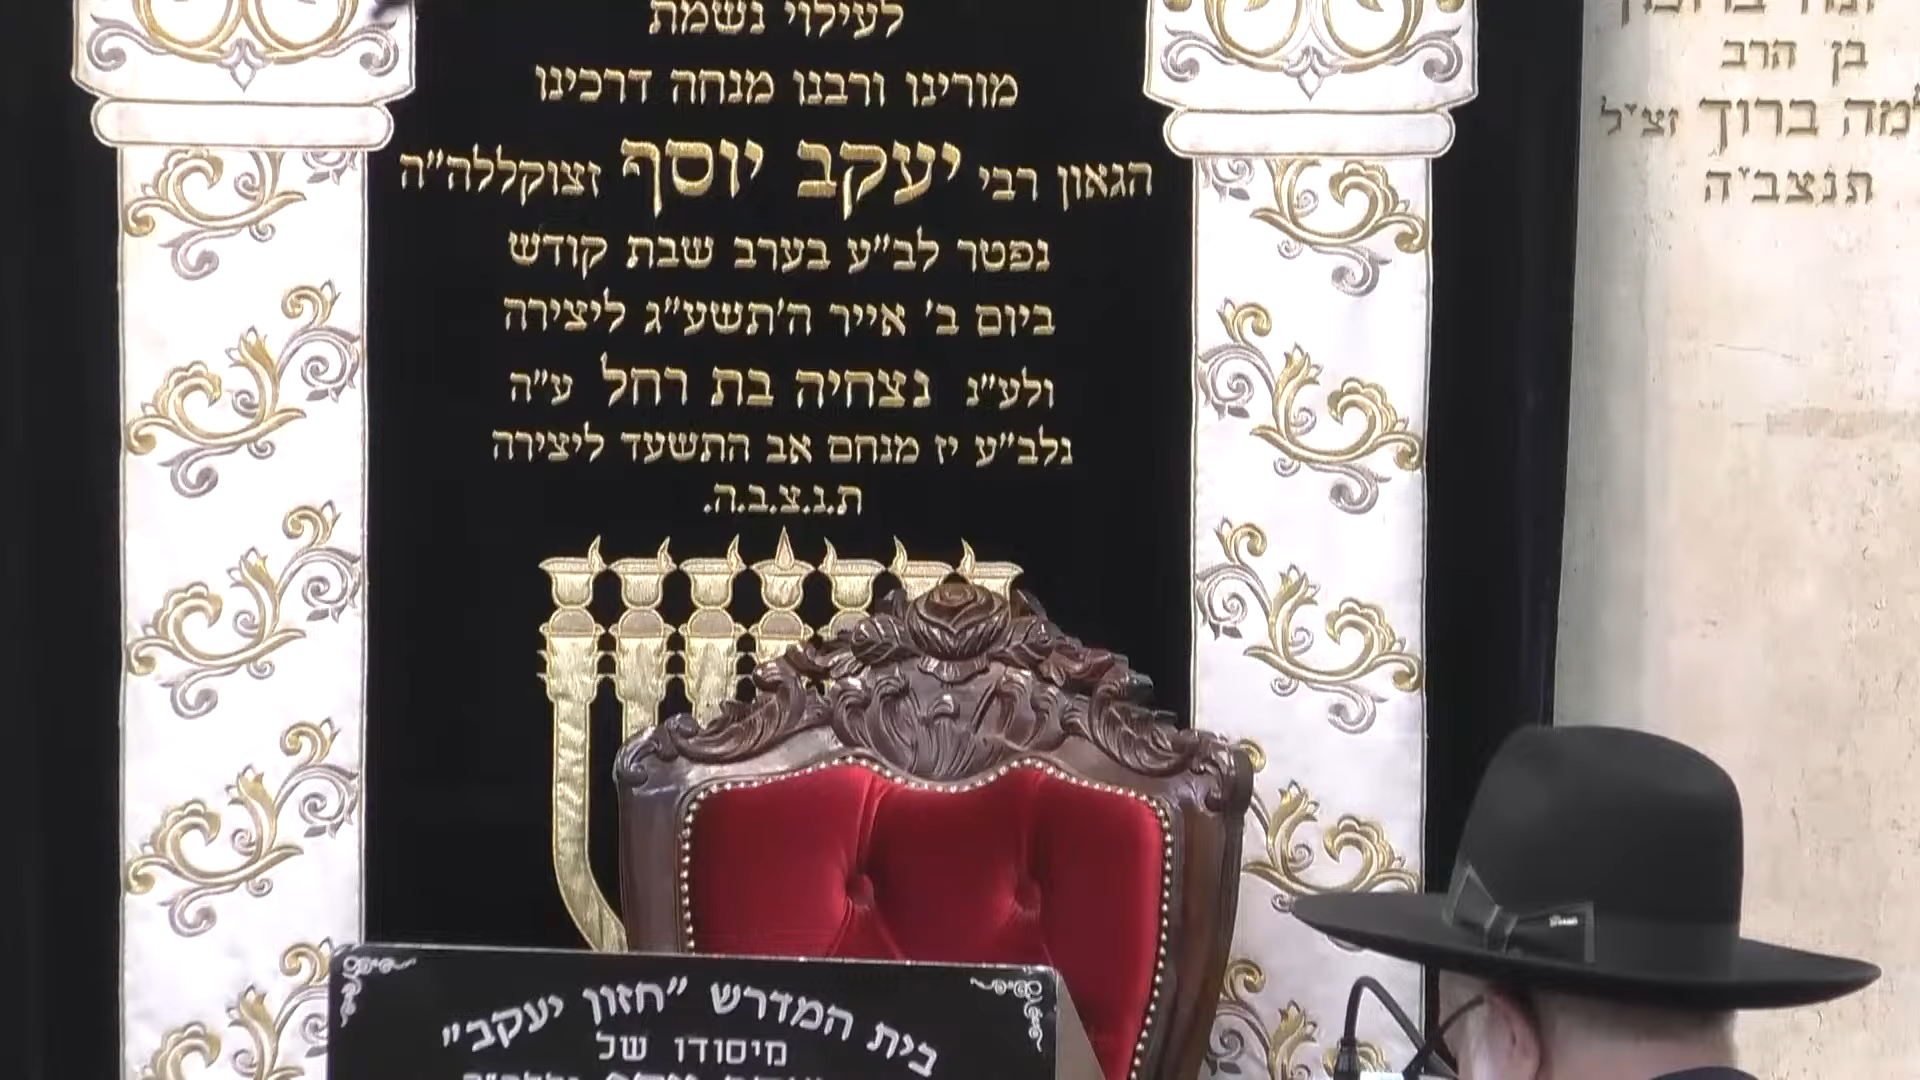 לעילוי נשמת
מורינו ורבנו מנחה דרכינו
הגאון רבי יעקב יוסף זצוקללה"ה
נפטר לב"ע בערב שבת קודש
ביום ב' אייר ה'תשע"ג ליצירה
ולע"נ נצחיה בת רחל ע"ה
נלב"ע יז מנחם אב התשעד ליצירה
ת.נ.צ.ב.ה.
בן הרב
ברוך זצ"ל
תנצב"ה
בית המדרש "חזון יעקב"
מיסודו של